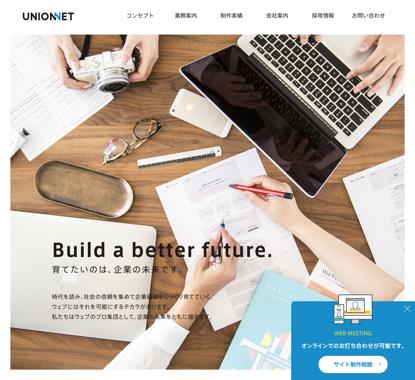 UNIONNET
コンセプト
業務案内
制作実績
会社案内
採用情報
お問い合わせ
Build a better future.
育てたいのは、企業の未来です。
時代を読み、社会の信頼を集めて企業価値をじっくり育てていく。
ウェブにはそれを可能にするチカラがあります。
私たちはウェブのプロ集団として、企業の未来をともに描きます。
WEB MEETING
オンラインでのお打ち合わせが可能です。
サイト制作相談